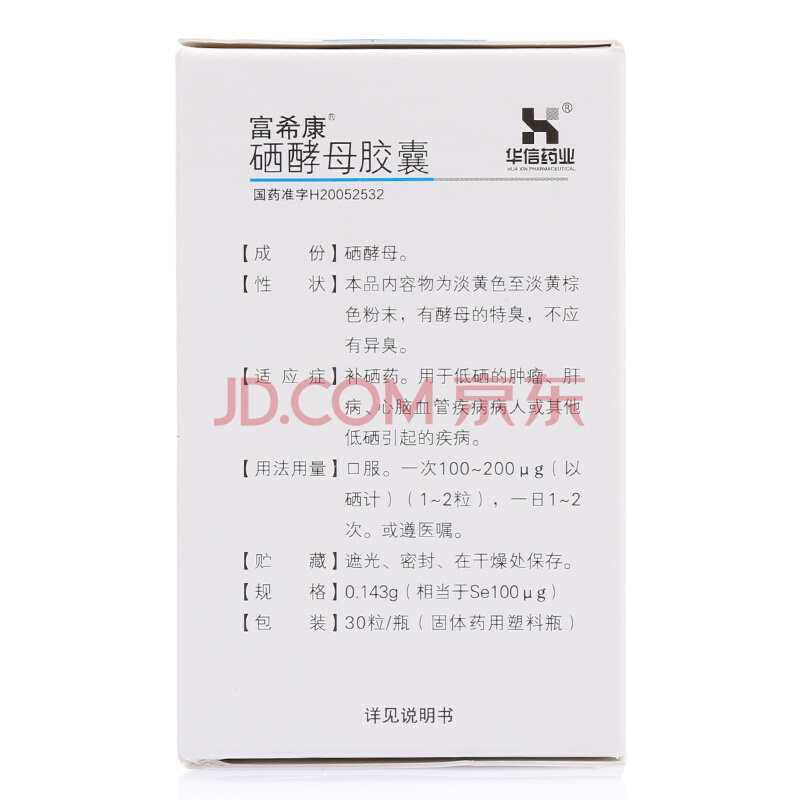 富希康®
硒酵母胶囊
国药准字H20052532
®
华信药业
HUA XIN PHARMACEUTICAL
【成 份】硒酵母。
【性 状】本品内容物为淡黄色至淡黄棕
色粉末，有酵母的特臭，不应
有异臭。
【适应症】补硒药。用于低硒的肿瘤、肝
病、心脑血管疾病病人或其他
低硒引起的疾病。
JD.COM 京东
【用法用量】口服。一次100~200μg（以
硒计）（1~2粒），一日1~2
次。或遵医嘱。
【贮 藏】遮光、密封、在干燥处保存。
【规 格】0.143g（相当于Se100μg）
【包 装】30粒/瓶（固体药用塑料瓶）
详见说明书